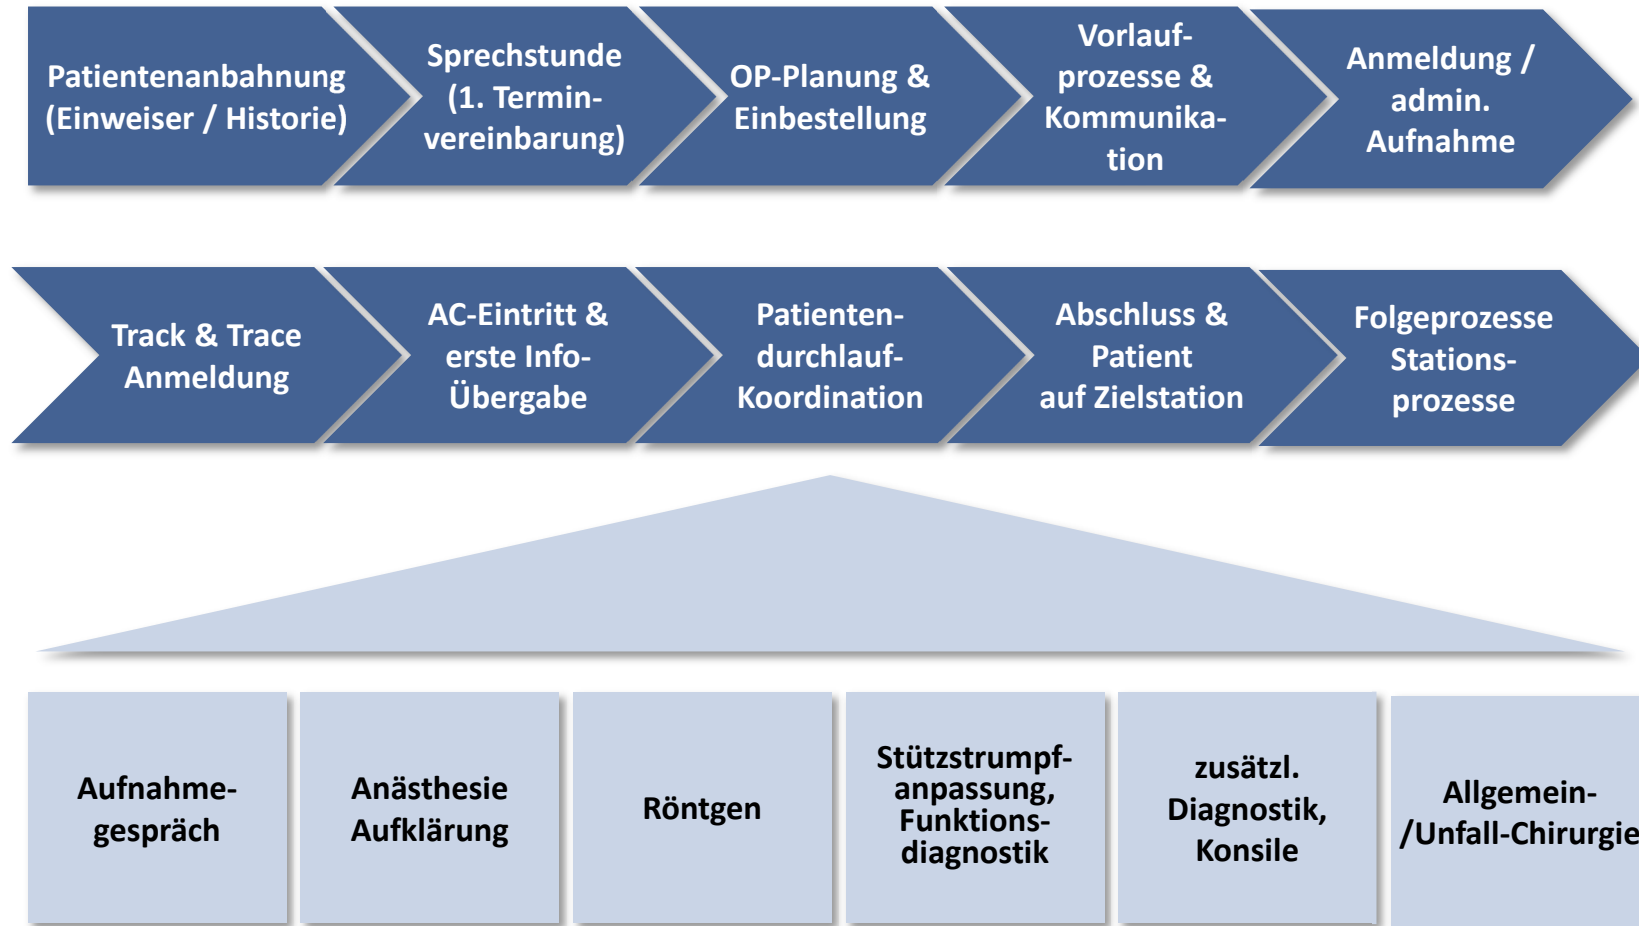 Patientenanbahnung
(Einweiser / Historie)
Sprechstunde
(1. Termin-
vereinbarung)
OP-Planung &
Einbestellung
Vorlauf-
prozesse &
Kommunika-
tion
Anmeldung /
admin.
Aufnahme
Track & Trace
Anmeldung
AC-Eintritt &
erste Info-
Übergabe
Patienten-
durchlauf-
Koordination
Abschluss &
Patient
auf Zielstation
Folgeprozesse
Stations-
prozesse
Aufnahme-
gespräch
Anästhesie
Aufklärung
Röntgen
Stützstrumpf-
anpassung,
Funktions-
diagnostik
zusätzl.
Diagnostik,
Konsile
Allgemein-
/Unfall-Chirurgie